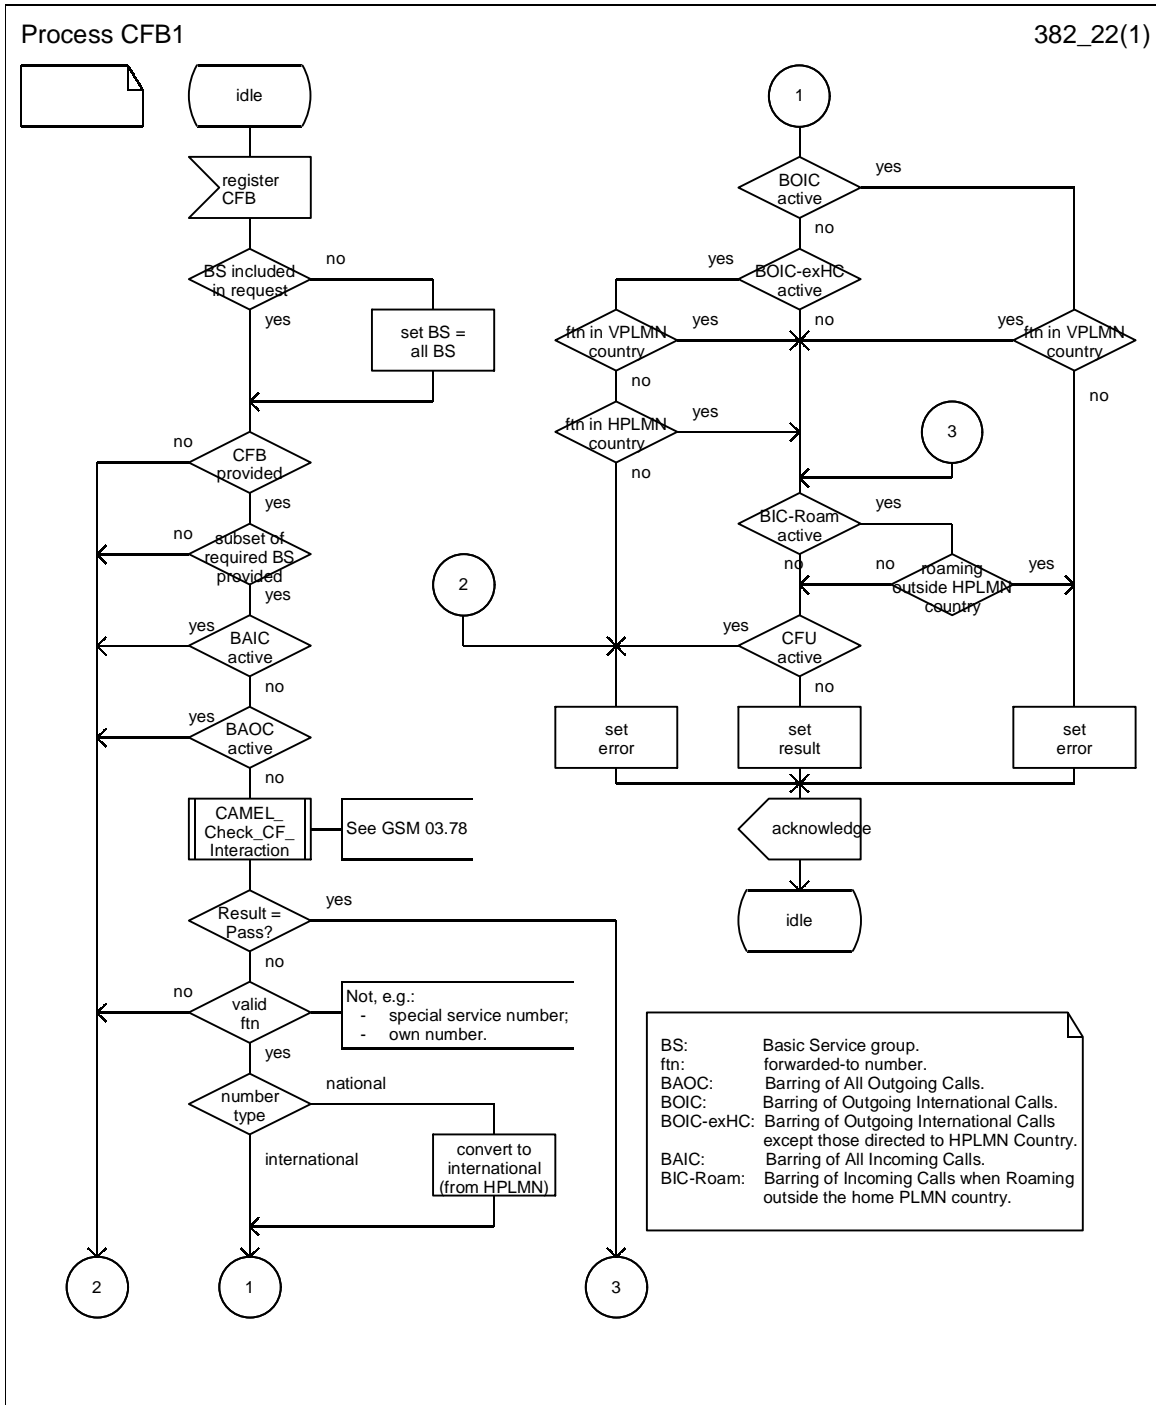 Process CFB1
382_22(1)
idle
register
CFB
BS included
in request
no
yes
set BS =
all BS
no
CFB
provided
yes
no
subset of
required BS
provided
yes
yes
BAIC
active
no
yes
BAOC
active
no
CAMEL_
Check_CF_
Interaction
See GSM 03.78
Result =
Pass?
yes
no
no
valid
ftn
yes
Not, e.g.:
- special service number;
- own number.
number
type
national
international
convert to
international
(from HPLMN)
2
1
3
1
BOIC
active
yes
no
yes
BOIC-exHC
active
no
ftn in VPLMN
country
yes
no
yes
ftn in VPLMN
country
no
ftn in HPLMN
country
yes
no
3
BIC-Roam
active
yes
no
no
roaming
outside HPLMN
country
yes
2
yes
CFU
active
no
set
error
set
result
set
error
acknowledge
idle
BS: Basic Service group.
ftn: forwarded-to number.
BAOC: Barring of All Outgoing Calls.
BOIC: Barring of Outgoing International Calls.
BOIC-exHC: Barring of Outgoing International Calls
except those directed to HPLMN Country.
BAIC: Barring of All Incoming Calls.
BIC-Roam: Barring of Incoming Calls when Roaming
outside the home PLMN country.